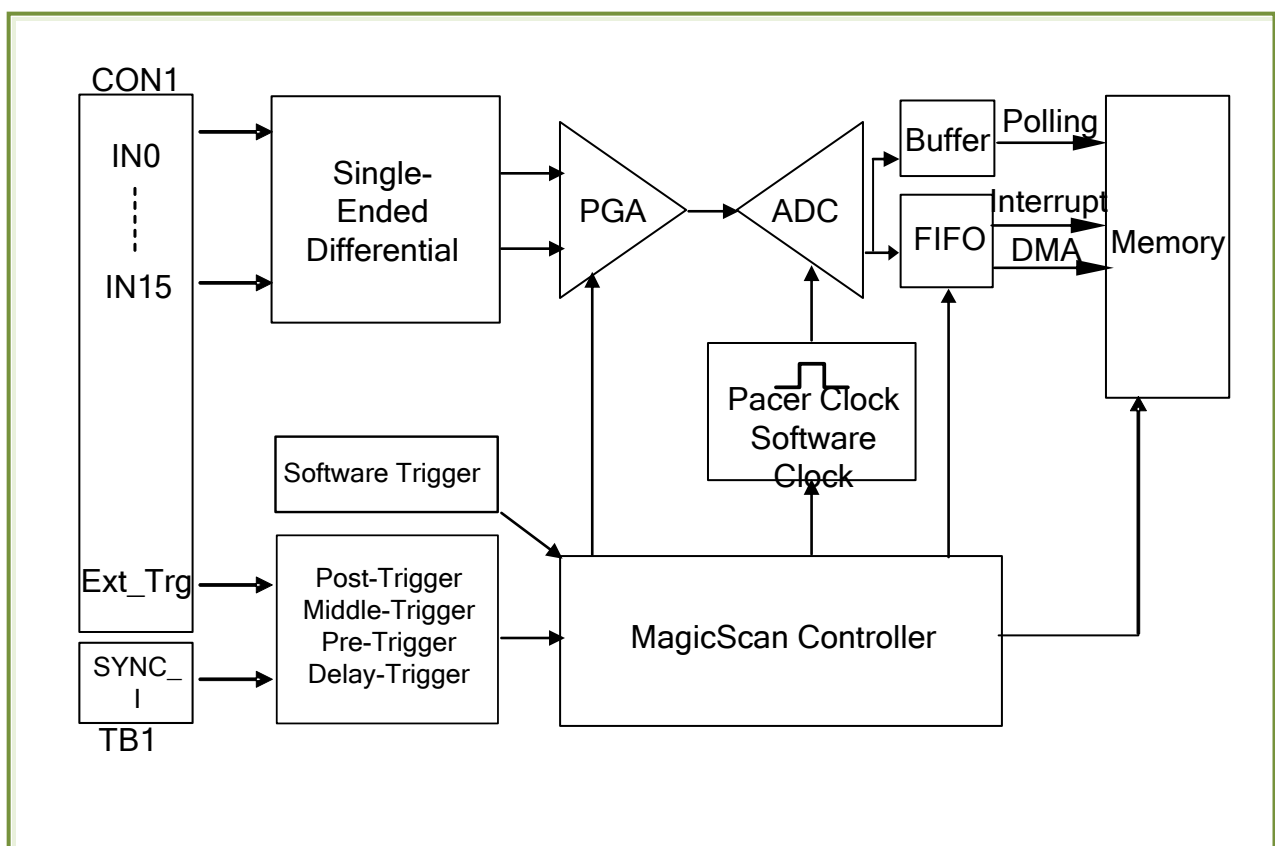 CON1
IN0
IN15
Ext_Trg
SYNC_
I
TB1
Single-
Ended
Differential
PGA
ADC
Buffer
FIFO
Polling
Interrupt
DMA
Memory
Pacer Clock
Software
Clock
Software Trigger
Post-Trigger
Middle-Trigger
Pre-Trigger
Delay-Trigger
MagicScan Controller